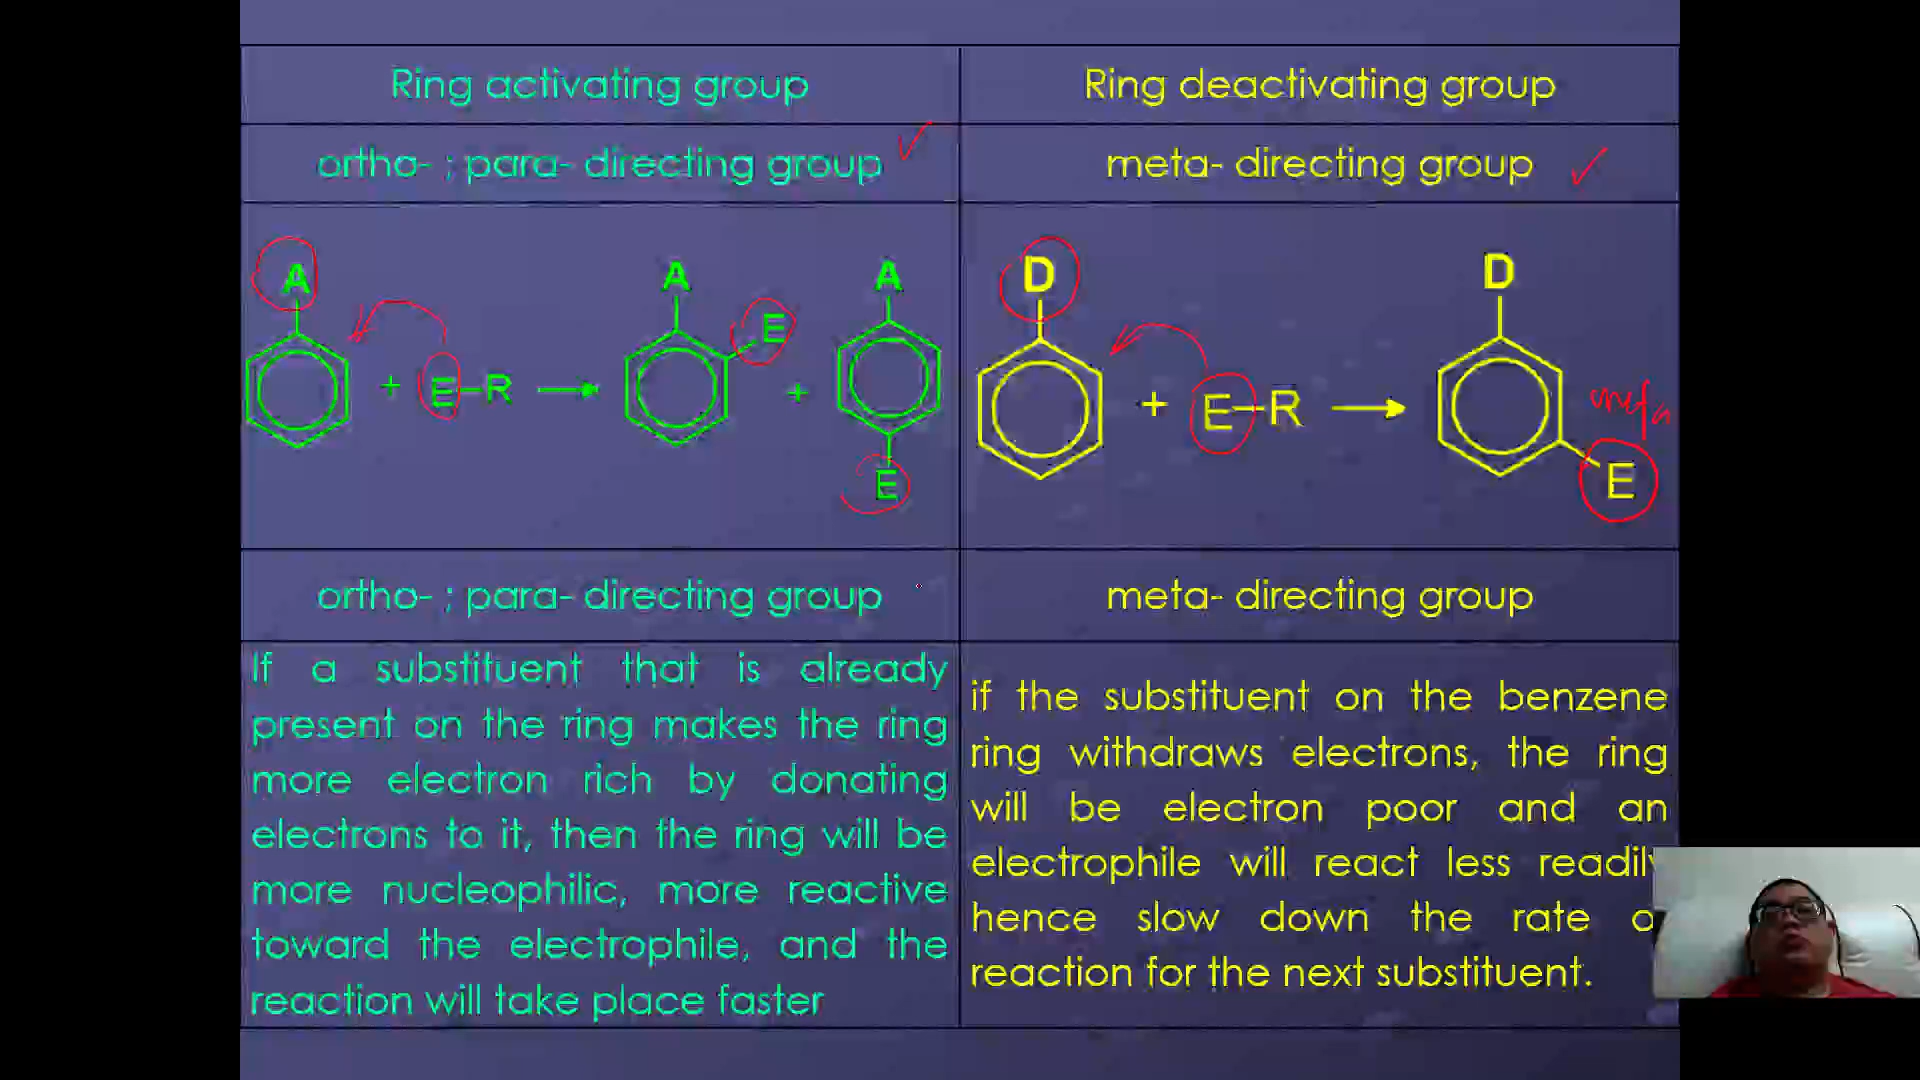 Ring activating group
Ring deactivating group
ortho- ; para- directing group
meta- directing group
A
+ E-R
A
E
+
A
E
D
+ E-R
D
meta
E
ortho- ; para- directing group
meta- directing group
If a substituent that is already
present on the ring makes the ring
more electron rich by donating
electrons to it, then the ring will be
more nucleophilic, more reactive
toward the electrophile, and the
reaction will take place faster
if the substituent on the benzene
ring withdraws electrons, the ring
will be electron poor and an
electrophile will react less readily
hence slow down the rate o
reaction for the next substituent.